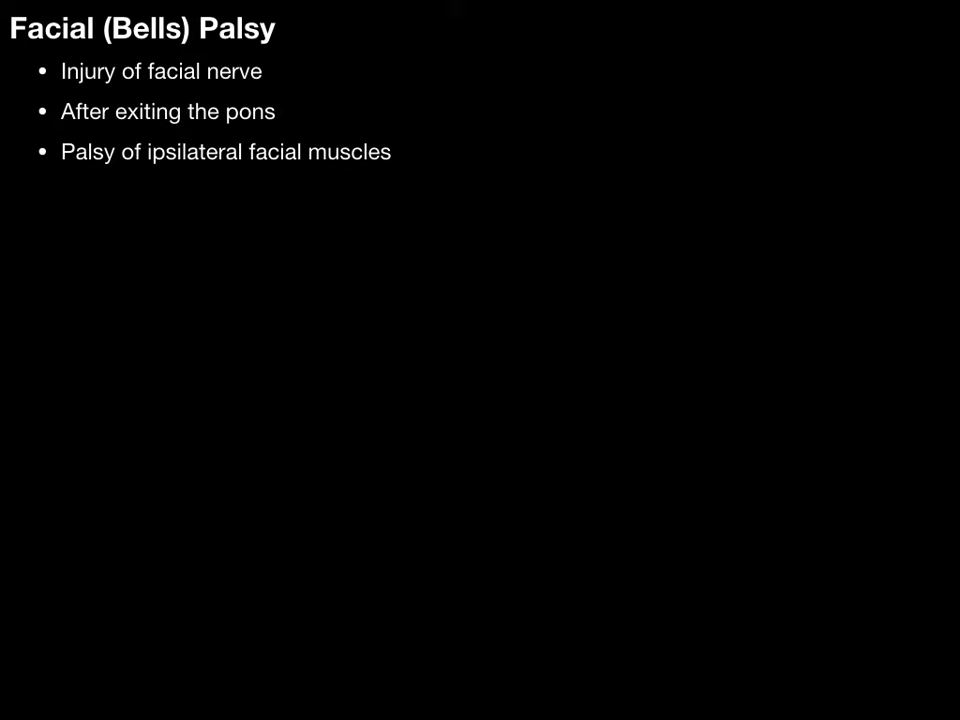 Facial (Bells) Palsy
• Injury of facial nerve
• After exiting the pons
• Palsy of ipsilateral facial muscles